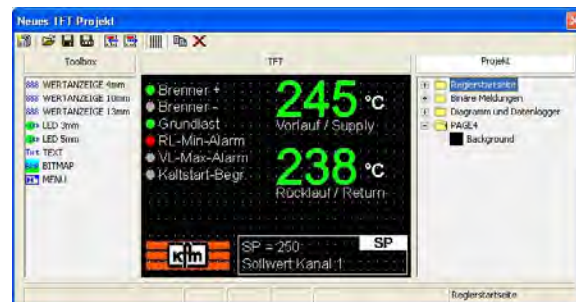 Neues TFT-Projekt
Toolbox
TFT
Projekt
888 WERTANZEIGE 4mm
888 WERTANZEIGE 10mm
888 WERTANZEIGE 13mm
LED 3mm
LED 5mm
TEXT
BITMAP
MENU
Brenner +
Brenner -
Grundlast
RL-Min-Alarm
VL-Max-Alarm
Kaltstart-Begr.
245 °C
Vorlauf / Supply
238 °C
Rücklauf / Return
kfm
SP = 250
SP
Sollwert Kanal 1
Reglerstartseite
Binäre Meldungen
Diagramm und Datenlogger
PAGE4
Background
Reglerstartseite